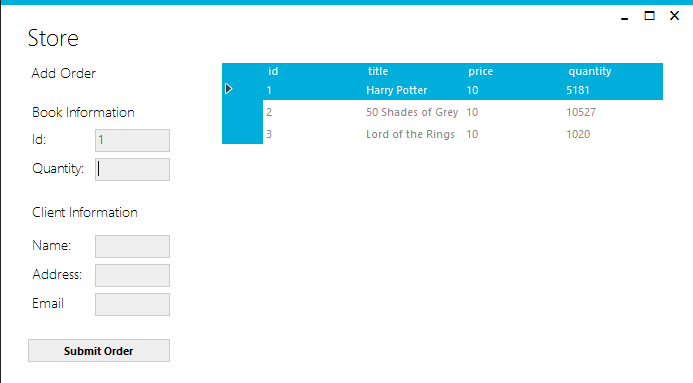 Store
Add Order
Book Information
Id: 1
Quantity:
Client Information
Name:
Address:
Email
Submit Order
id title price quantity
1 Harry Potter 10 5181
2 50 Shades of Grey 10 10527
3 Lord of the Rings 10 1020